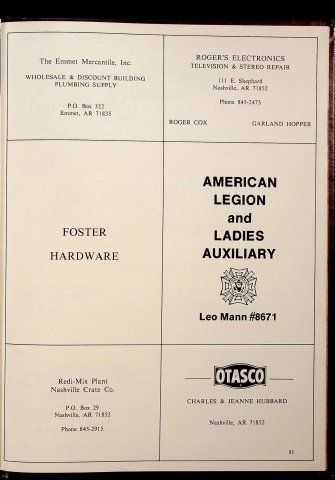 The Emmet Mercantile, Inc.
WHOLESALE & DISCOUNT BUILDING
PLUMBING SUPPLY
P.O. Box 322
Emmet, AR 71835
ROGER'S ELECTRONICS
TELEVISION & STEREO REPAIR
111 E. Shephard
Nashville, AR 71852
Phone 845-2473
ROGER COX GARLAND HOPPER
FOSTER
HARDWARE
AMERICAN
LEGION
and
LADIES
AUXILIARY
Leo Mann #8671
Redi-Mix Plant
Nashville Crate Co.
P.O. Box 29
Nashville, AR 71852
Phone 845-2915
OTASCO
CHARLES & JEANNE HUBBARD
Nashville, AR 71852
83